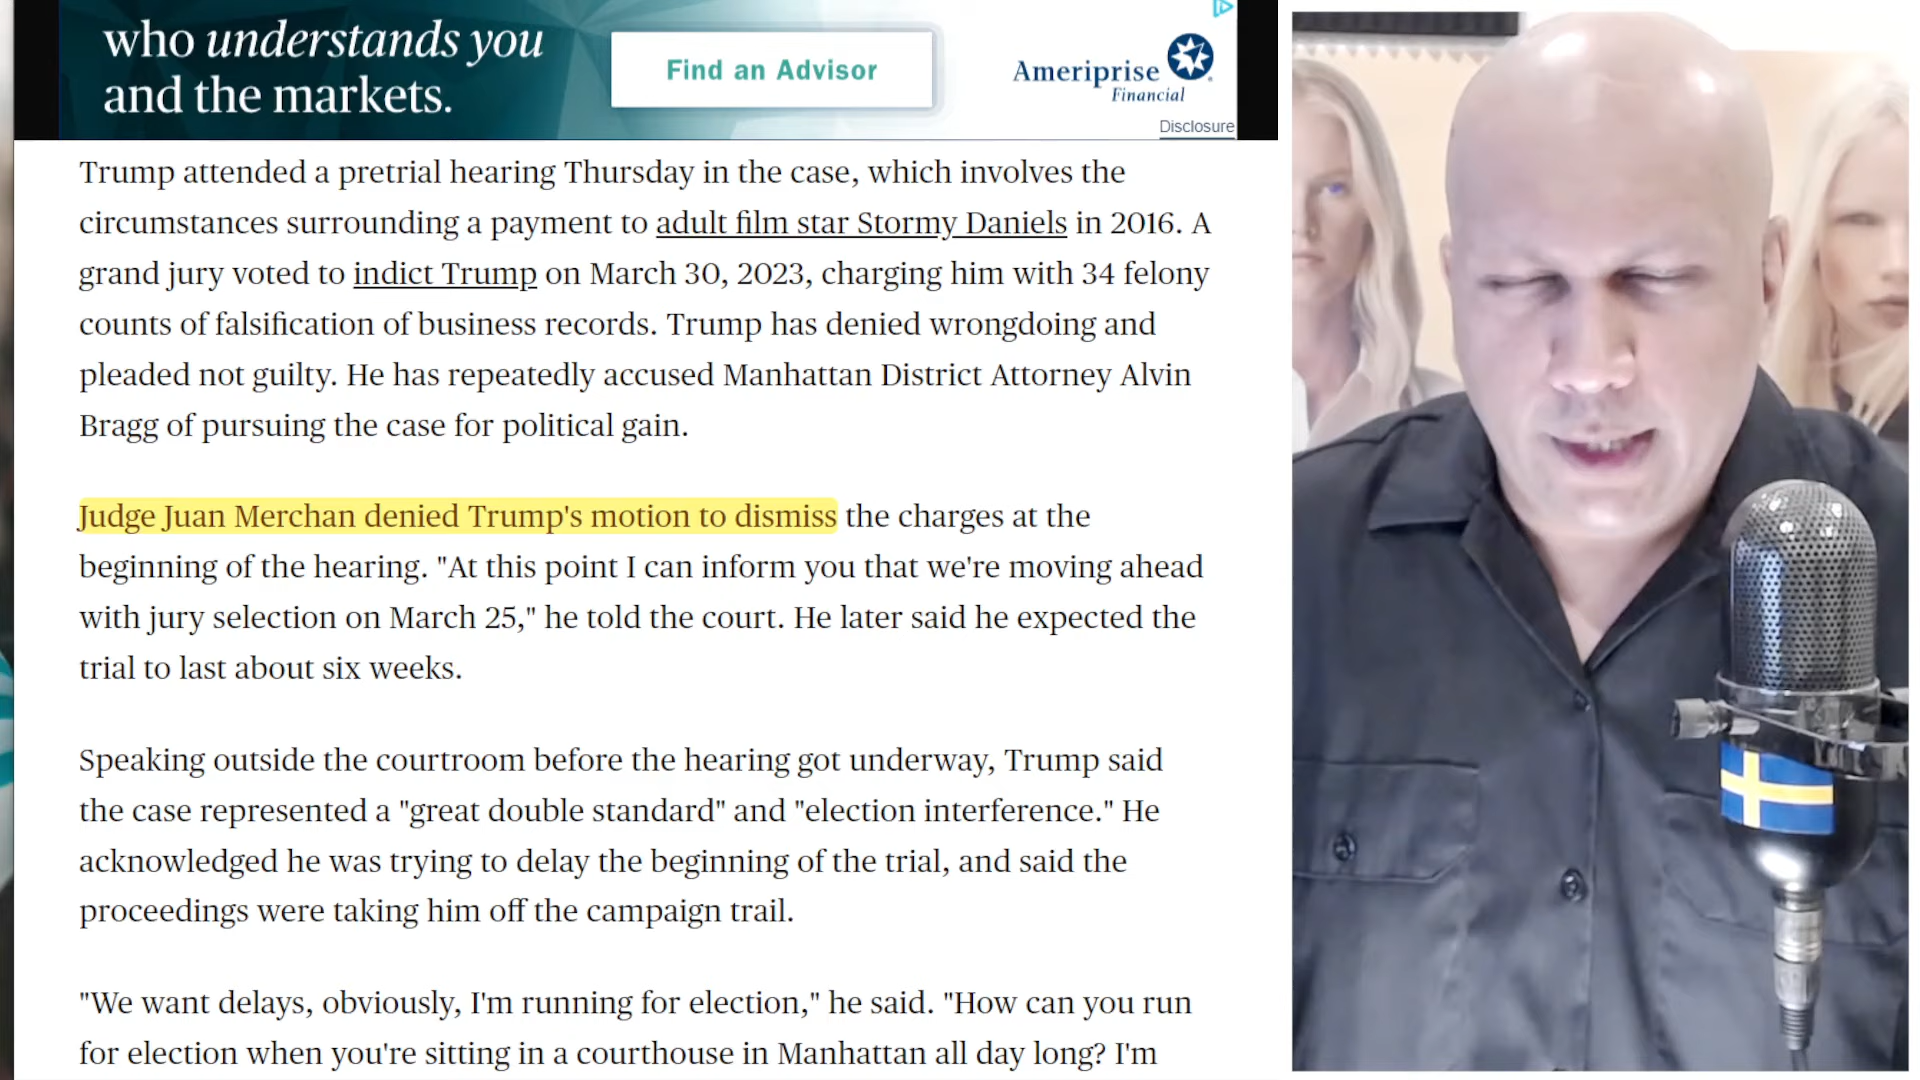 who understands you
and the markets.
Find an Advisor
Ameriprise
Financial
Disclosure
Trump attended a pretrial hearing Thursday in the case, which involves the
circumstances surrounding a payment to adult film star Stormy Daniels in 2016. A
grand jury voted to indict Trump on March 30, 2023, charging him with 34 felony
counts of falsification of business records. Trump has denied wrongdoing and
pleaded not guilty. He has repeatedly accused Manhattan District Attorney Alvin
Bragg of pursuing the case for political gain.
Judge Juan Merchan denied Trump's motion to dismiss the charges at the
beginning of the hearing. "At this point I can inform you that we're moving ahead
with jury selection on March 25," he told the court. He later said he expected the
trial to last about six weeks.
Speaking outside the courtroom before the hearing got underway, Trump said
the case represented a "great double standard" and "election interference." He
acknowledged he was trying to delay the beginning of the trial, and said the
proceedings were taking him off the campaign trail.
"We want delays, obviously, I'm running for election," he said. "How can you run
for election when you're sitting in a courthouse in Manhattan all day long? I'm